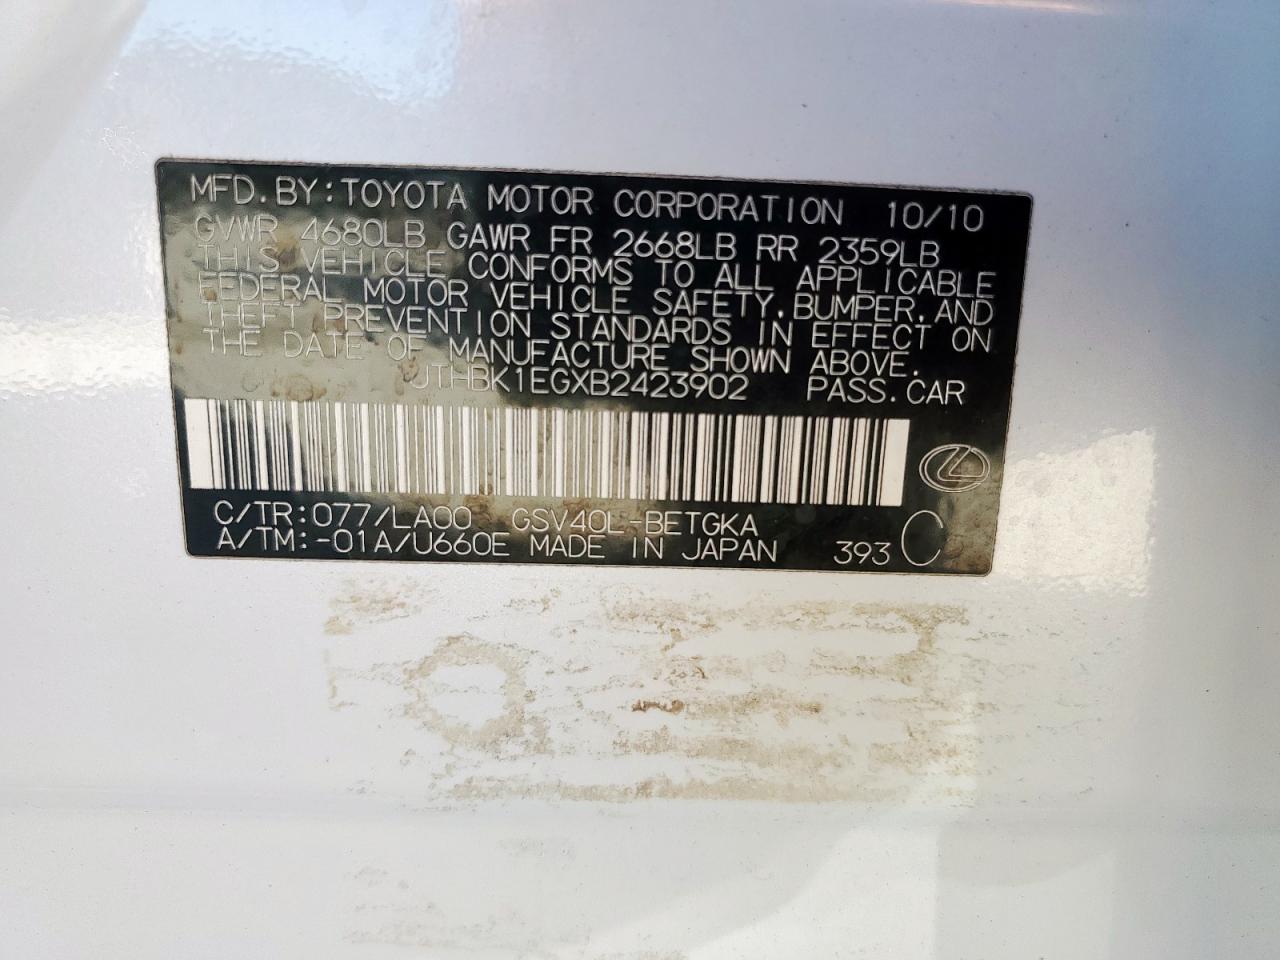 MFD.BY:TOYOTA MOTOR CORPORATION 10/10
GVWR 4680LB GAWR FR 2668LB RR 2359LB
THIS VEHICLE CONFORMS TO ALL APPLICABLE
FEDERAL MOTOR VEHICLE SAFETY,BUMPER,AND
THEFT PREVENTION STANDARDS IN EFFECT ON
THE DATE OF MANUFACTURE SHOWN ABOVE.
JTHBK1EGXB2423902 PASS.CAR
C/TR:077/LA00 GSV40L-BETGKA
A/TM:-01A/U660E MADE IN JAPAN 393 C